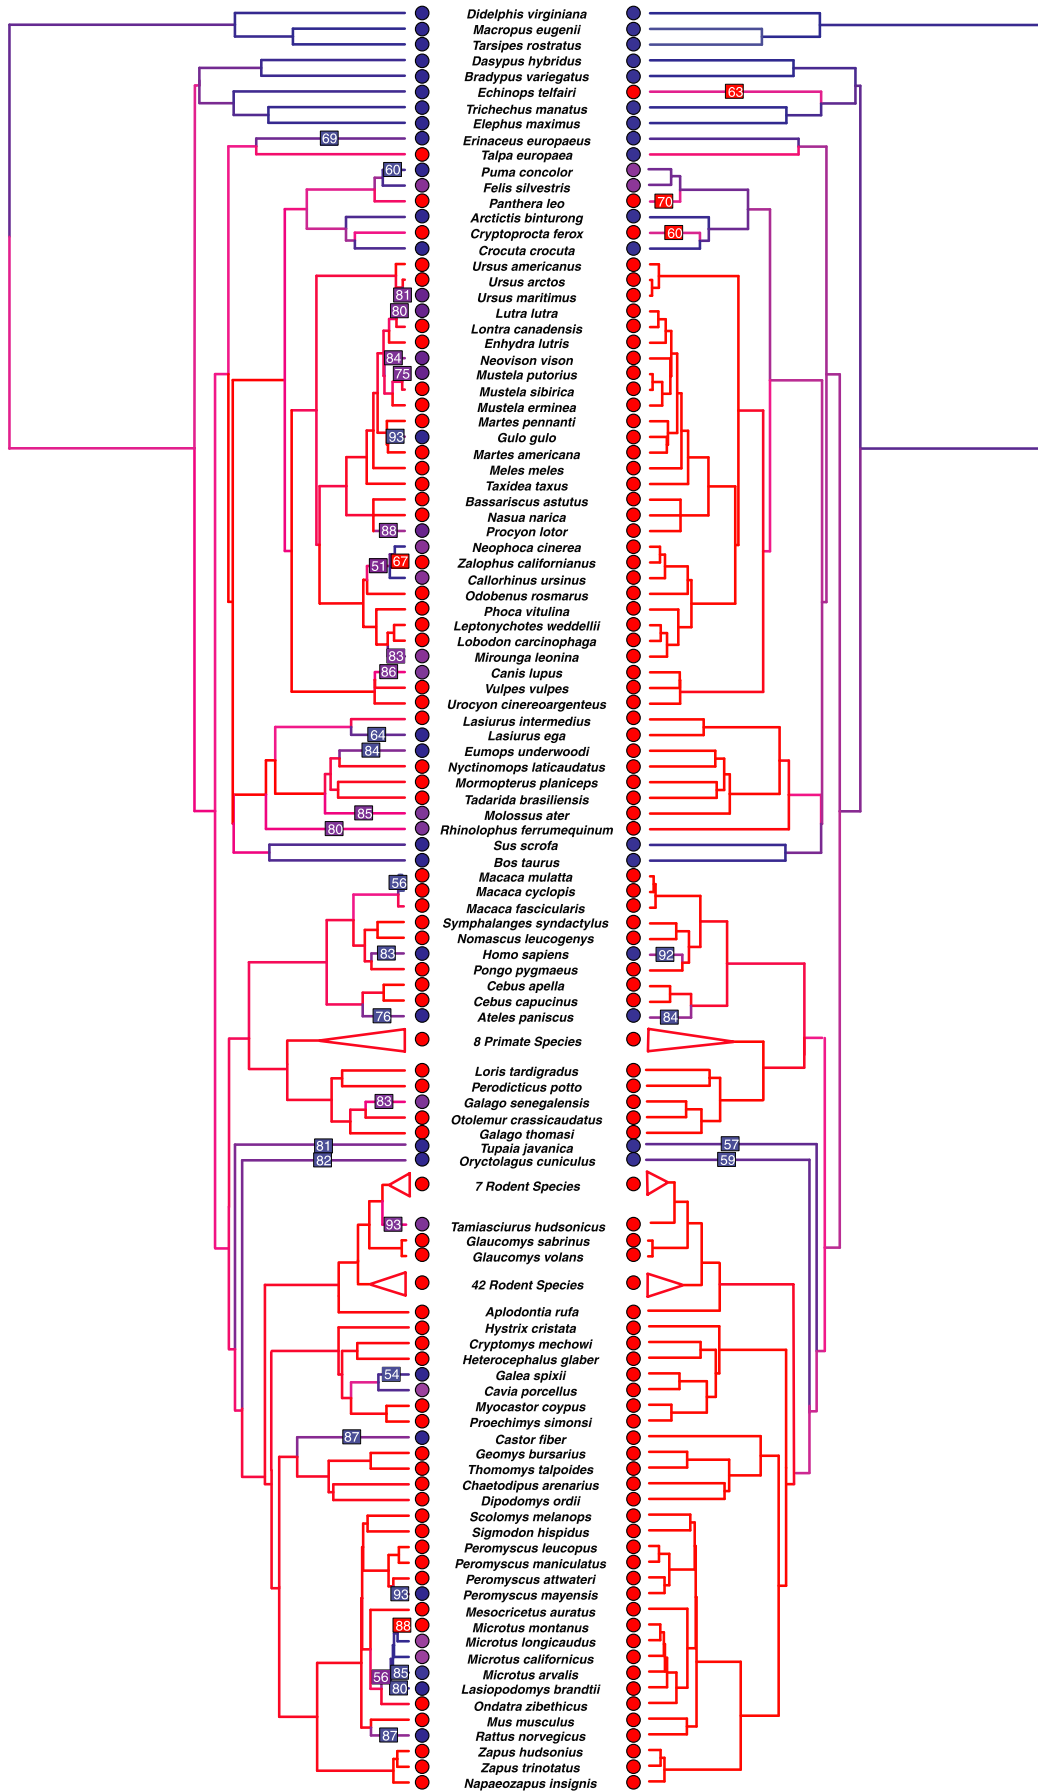 Didelphis virginiana
Macropus eugenii
Tarsipes rostratus
Dasypus hybridus
Bradypus variegatus
Echinops telfairi 63
Trichechus manatus
Elephus maximus
69 Erinaceus europaeus
Talpa europaea
60 Puma concolor
Felis silvestris
Panthera leo 70
Arctictis binturong
Cryptoprocta ferox 60
Crocuta crocuta
Ursus americanus
Ursus arctos
81 Ursus maritimus
80 Lutra lutra
Lontra canadensis
Enhydra lutris
84 Neovison vison
75 Mustela putorius
Mustela sibirica
Mustela erminea
Martes pennanti
93 Gulo gulo
Martes americana
Meles meles
Taxidea taxus
Bassariscus astutus
Nasua narica
88 Procyon lotor
Neophoca cinerea
51 67 Zalophus californianus
Callorhinus ursinus
Odobenus rosmarus
Phoca vitulina
Leptonychotes weddellii
Lobodon carcinophaga
83 Mirounga leonina
86 Canis lupus
Vulpes vulpes
Urocyon cinereoargenteus
Lasiurus intermedius
64 Lasiurus ega
84 Eumops underwoodi
Nyctinomops laticaudatus
Mormopterus planiceps
Tadarida brasiliensis
85 Molossus ater
80 Rhinolophus ferrumequinum
Sus scrofa
Bos taurus
56 Macaca mulatta
Macaca cyclopis
Macaca fascicularis
Symphalanges syndactylus
Nomascus leucogenys
83 Homo sapiens 92
Pongo pygmaeus
Cebus apella
Cebus capucinus
76 Ateles paniscus 84
8 Primate Species
Loris tardigradus
Perodicticus potto
83 Galago senegalensis
Otolemur crassicaudatus
Galago thomasi
81 Tupaia javanica 57
82 Oryctolagus cuniculus 59
7 Rodent Species
93 Tamiasciurus hudsonicus
Glaucomys sabrinus
Glaucomys volans
42 Rodent Species
Aplodontia rufa
Hystrix cristata
Cryptomys mechowi
Heterocephalus glaber
54 Galea spixii
Cavia porcellus
Myocastor coypus
Proechimys simonsi
87 Castor fiber
Geomys bursarius
Thomomys talpoides
Chaetodipus arenarius
Dipodomys ordii
Scolomys melanops
Sigmodon hispidus
Peromyscus leucopus
Peromyscus maniculatus
Peromyscus attwateri
93 Peromyscus mayensis
Mesocricetus auratus
88 Microtus montanus
Microtus longicaudus
Microtus californicus
56 85 Microtus arvalis
80 Lasiopodomys brandtii
Ondatra zibethicus
Mus musculus
87 Rattus norvegicus
Zapus hudsonius
Zapus trinotatus
Napaeozapus insignis